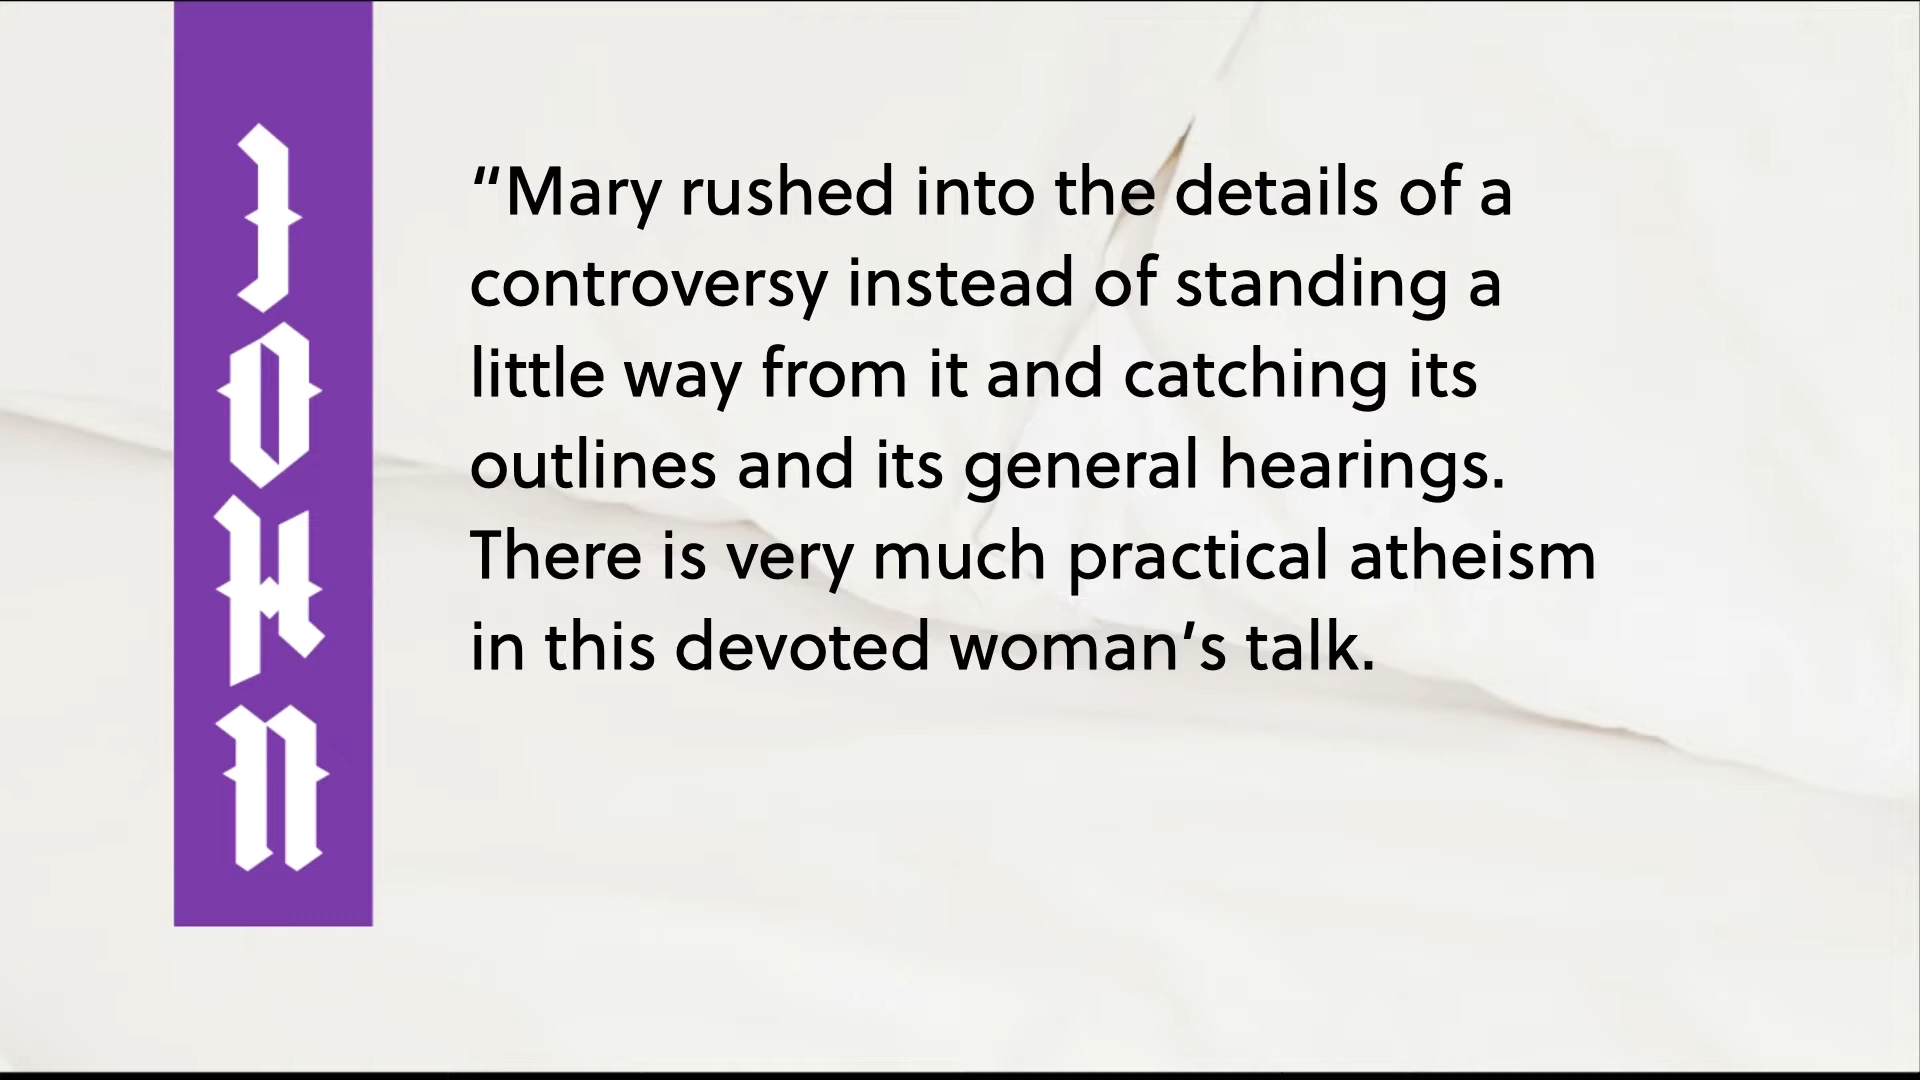 JOHN
“Mary rushed into the details of a
controversy instead of standing a
little way from it and catching its
outlines and its general hearings.
There is very much practical atheism
in this devoted woman’s talk.